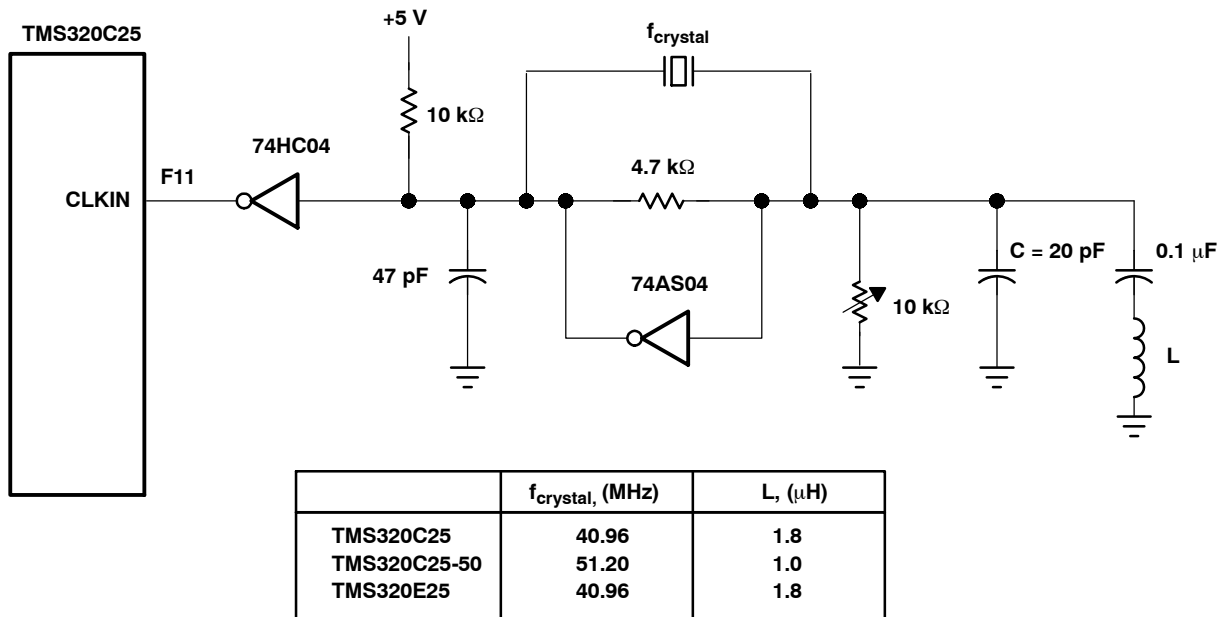 TMS320C25
+5 V
fcrystal
10 kΩ
74HC04
4.7 kΩ
F11
CLKIN
C = 20 pF
0.1 μF
47 pF
74AS04
10 kΩ
L
fcrystal, (MHz) L, (μH)
TMS320C25 40.96 1.8
TMS320C25-50 51.20 1.0
TMS320E25 40.96 1.8